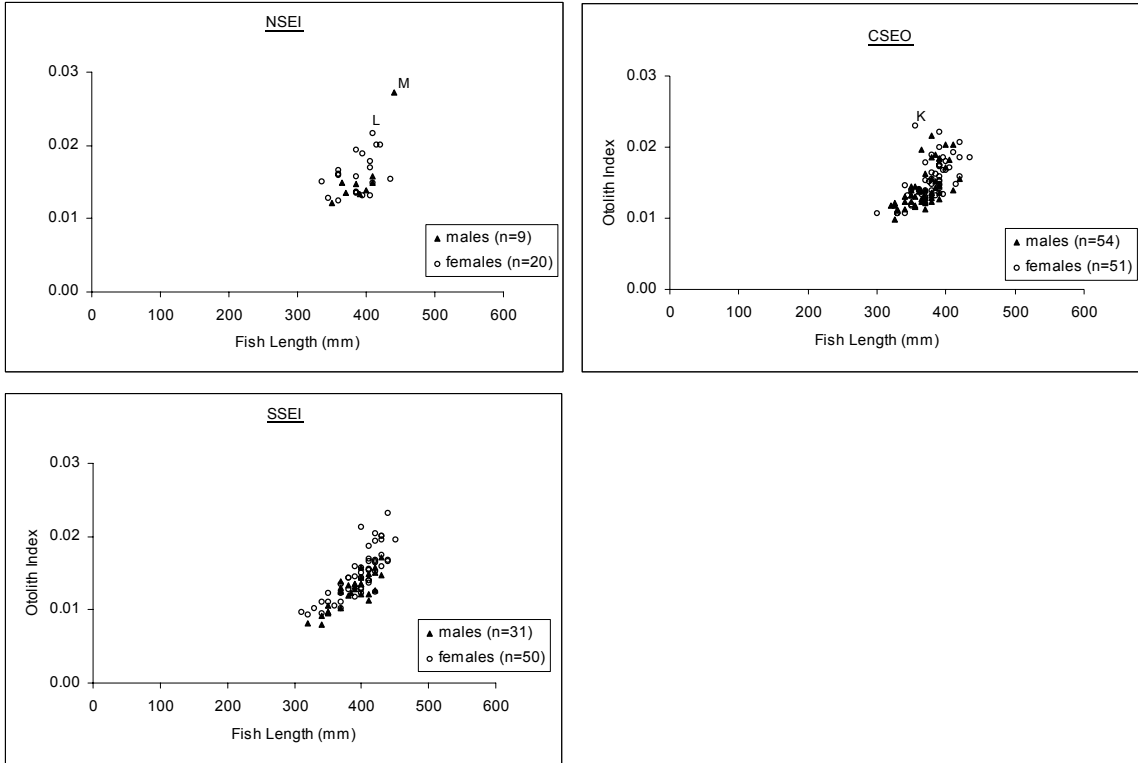 NSEI
0.03
0.02
0.01
0.00
M
L
▲ males (n=9)
○ females (n=20)
0 100 200 300 400 500 600
Fish Length (mm)
CSEO
Otolith Index
0.03
0.02
0.01
0.00
K
▲ males (n=54)
○ females (n=51)
0 100 200 300 400 500 600
Fish Length (mm)
SSEI
Otolith Index
0.03
0.02
0.01
0.00
▲ males (n=31)
○ females (n=50)
0 100 200 300 400 500 600
Fish Length (mm)